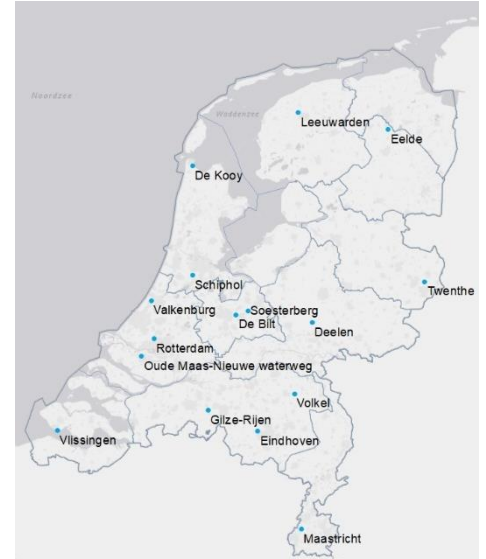 Noordzee
Waddenzee
Leeuwarden
Eelde
De Kooy
Schiphol
Twenthe
Valkenburg
Soesterberg
De Bilt
Deelen
Rotterdam
Oude Maas-Nieuwe waterweg
Volkel
Gilze-Rijen
Vlissingen
Eindhoven
Maastricht